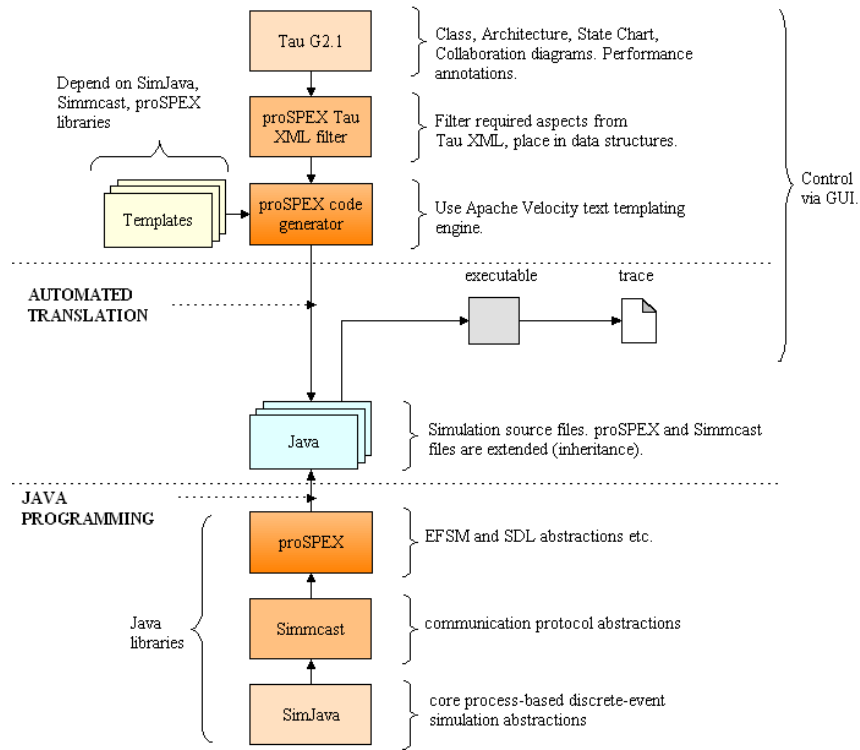 Tau G2.1
Class, Architecture, State Chart,
Collaboration diagrams. Performance
annotations.
Depend on SimJava,
Simmcast, proSPEX
libraries
proSPEX Tau
XML filter
Filter required aspects from
Tau XML, place in data structures.
Control
via GUI.
Templates
proSPEX code
generator
Use Apache Velocity text templating
engine.
executable
trace
AUTOMATED
TRANSLATION
Java
Simulation source files. proSPEX and Simmcast
files are extended (inheritance).
JAVA
PROGRAMMING
proSPEX
EFSM and SDL abstractions etc.
Java
libraries
Simmcast
communication protocol abstractions
SimJava
core process-based discrete-event
simulation abstractions